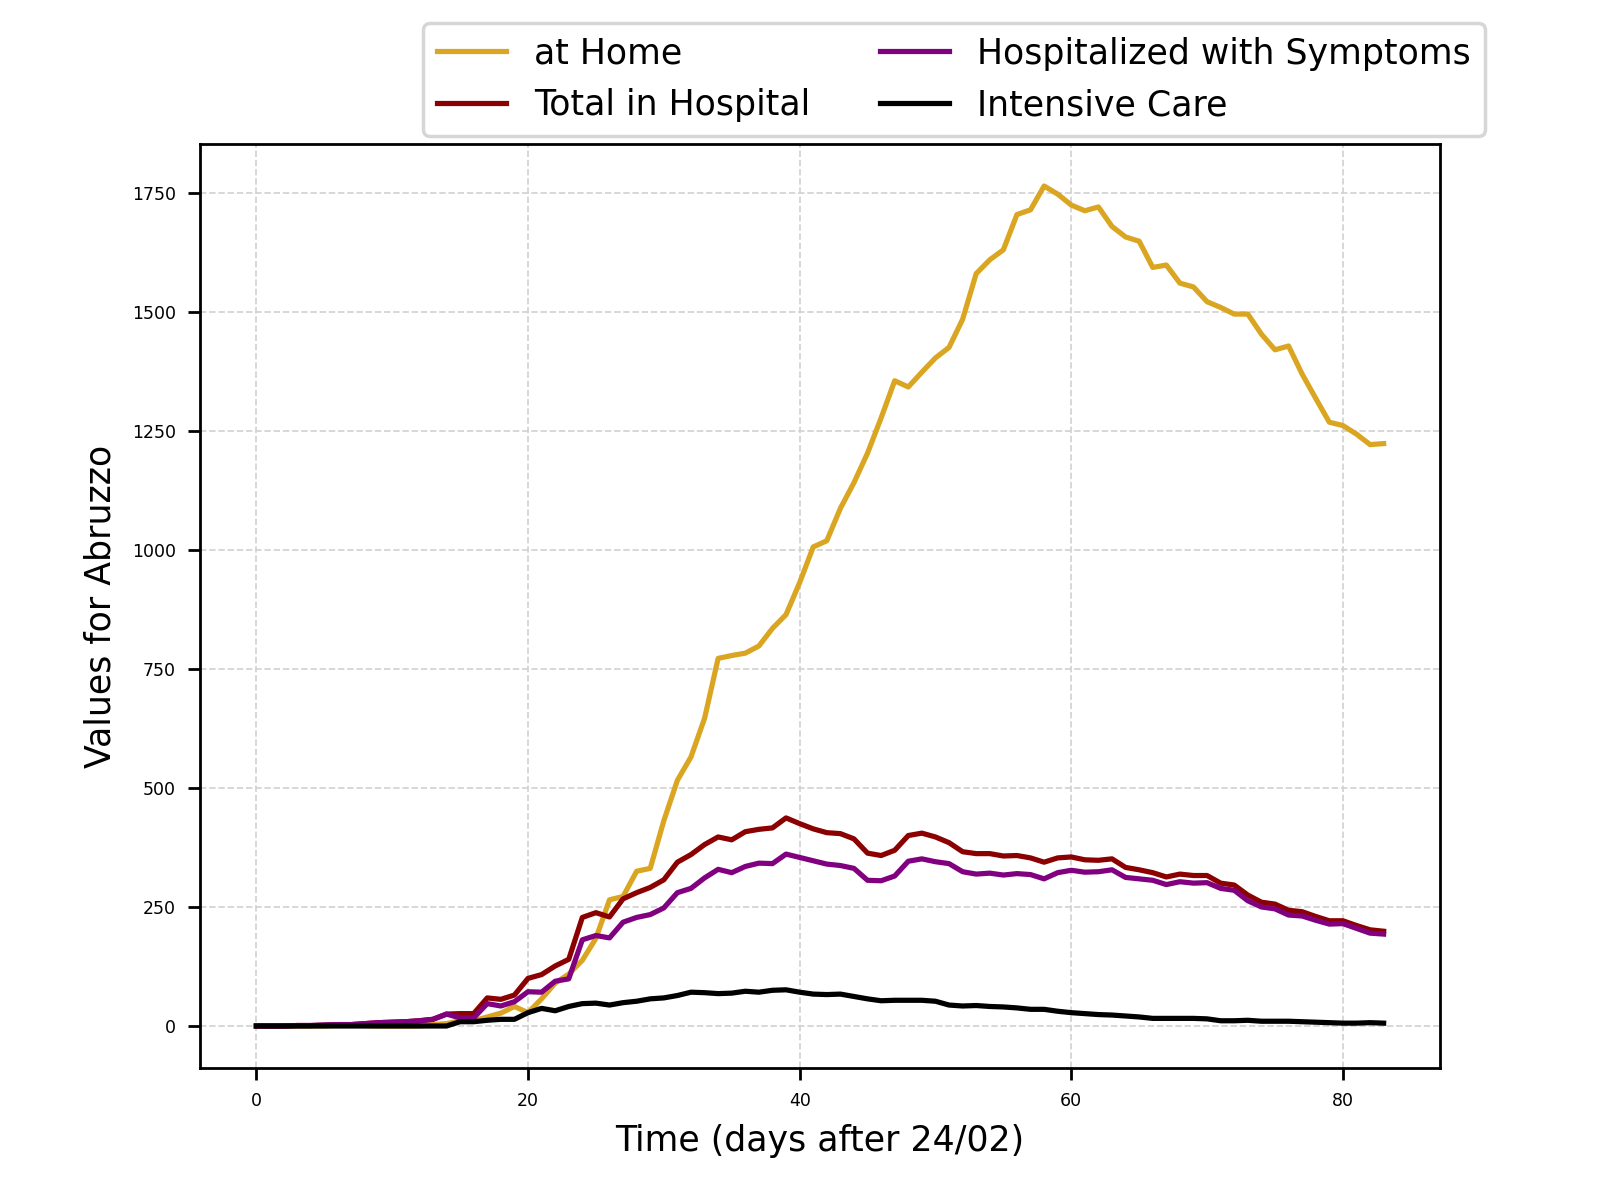 at Home
Total in Hospital
Hospitalized with Symptoms
Intensive Care
Values for Abruzzo
1750
1500
1250
1000
750
500
250
0
0 20 40 60 80
Time (days after 24/02)